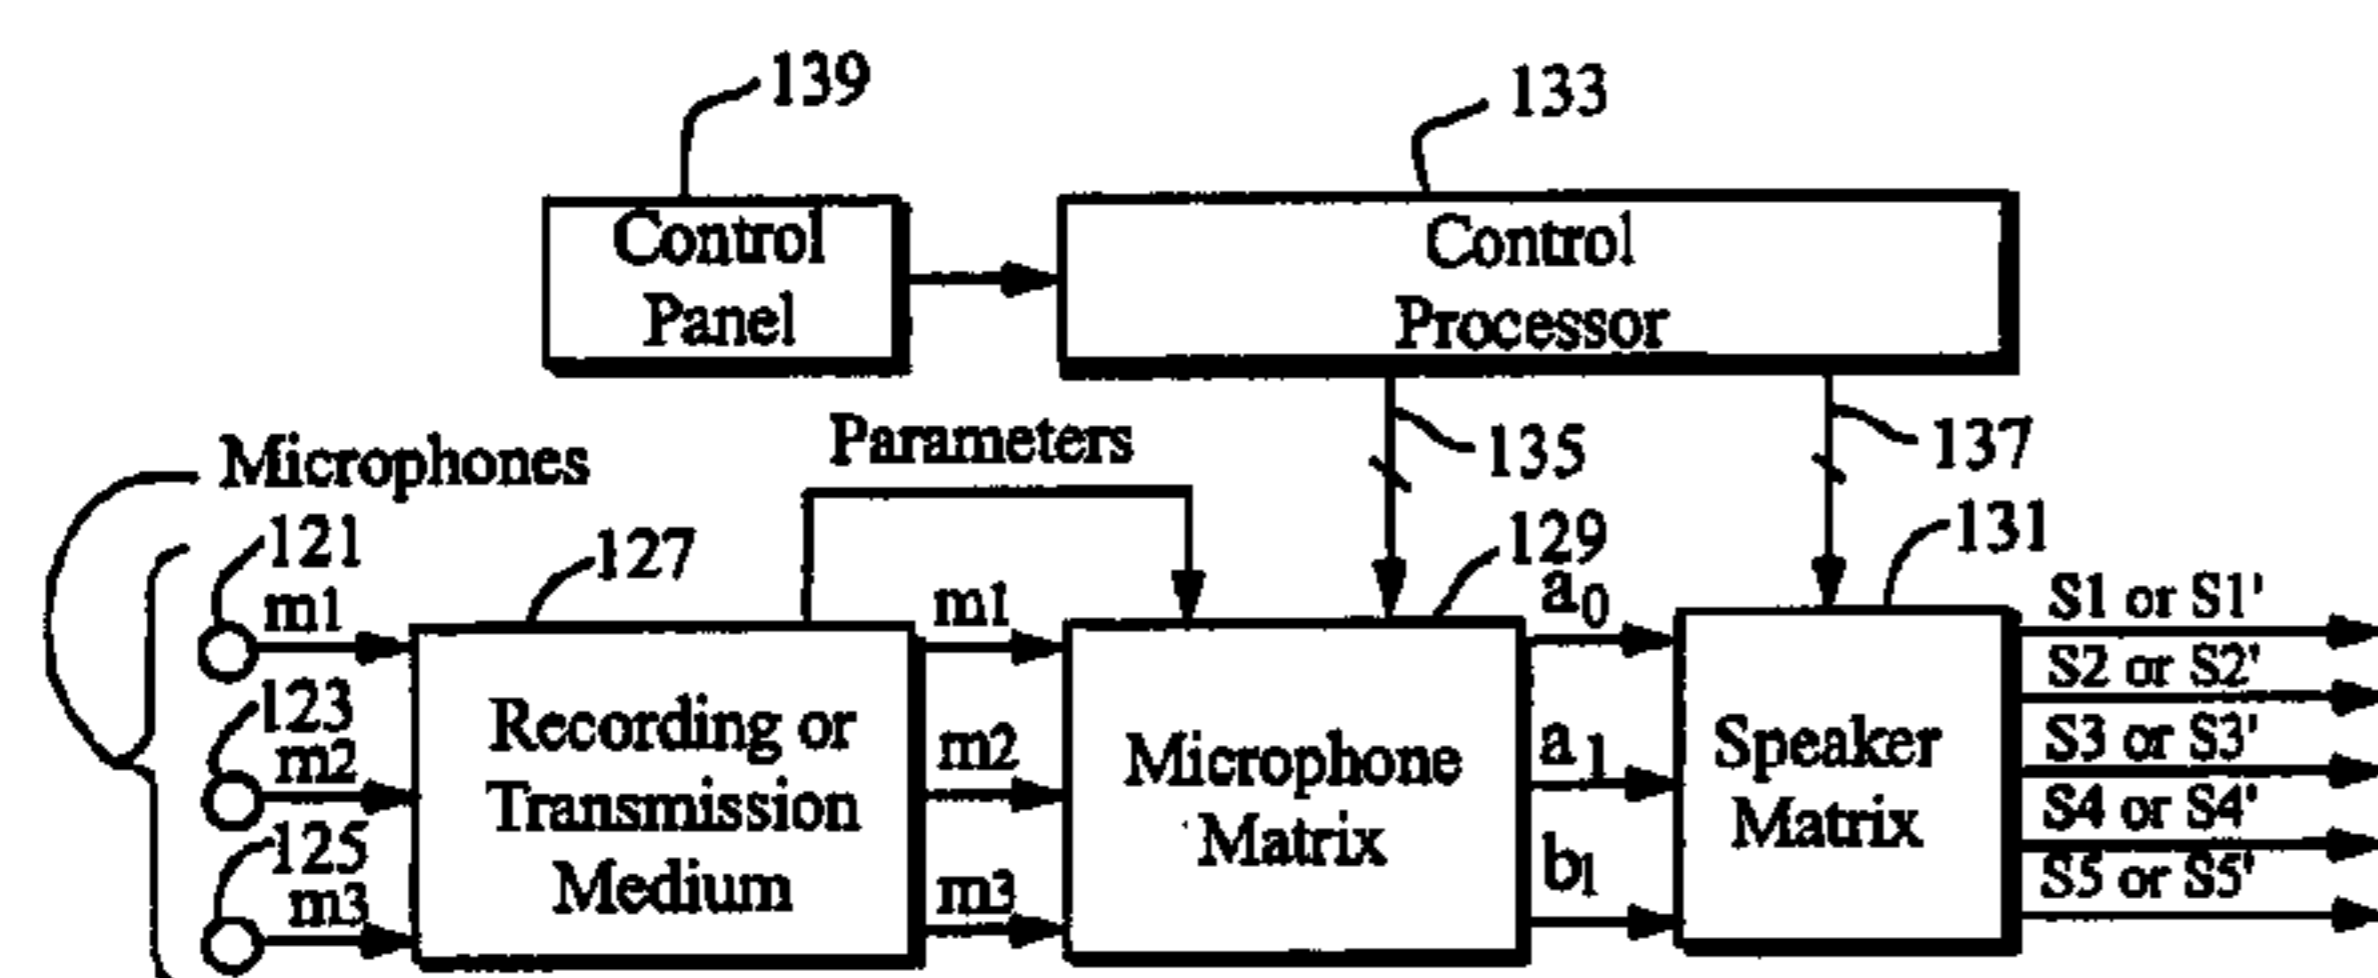 139
133
Control
Panel
Control
Processor
Microphones
Parameters
135
137
121
127
129
131
m1
m1
a0
S1 or S1'
123
m2
Recording or
Transmission
Medium
m2
Microphone
Matrix
a1
Speaker
Matrix
S2 or S2'
S3 or S3'
125
m3
m3
b1
S4 or S4'
S5 or S5'